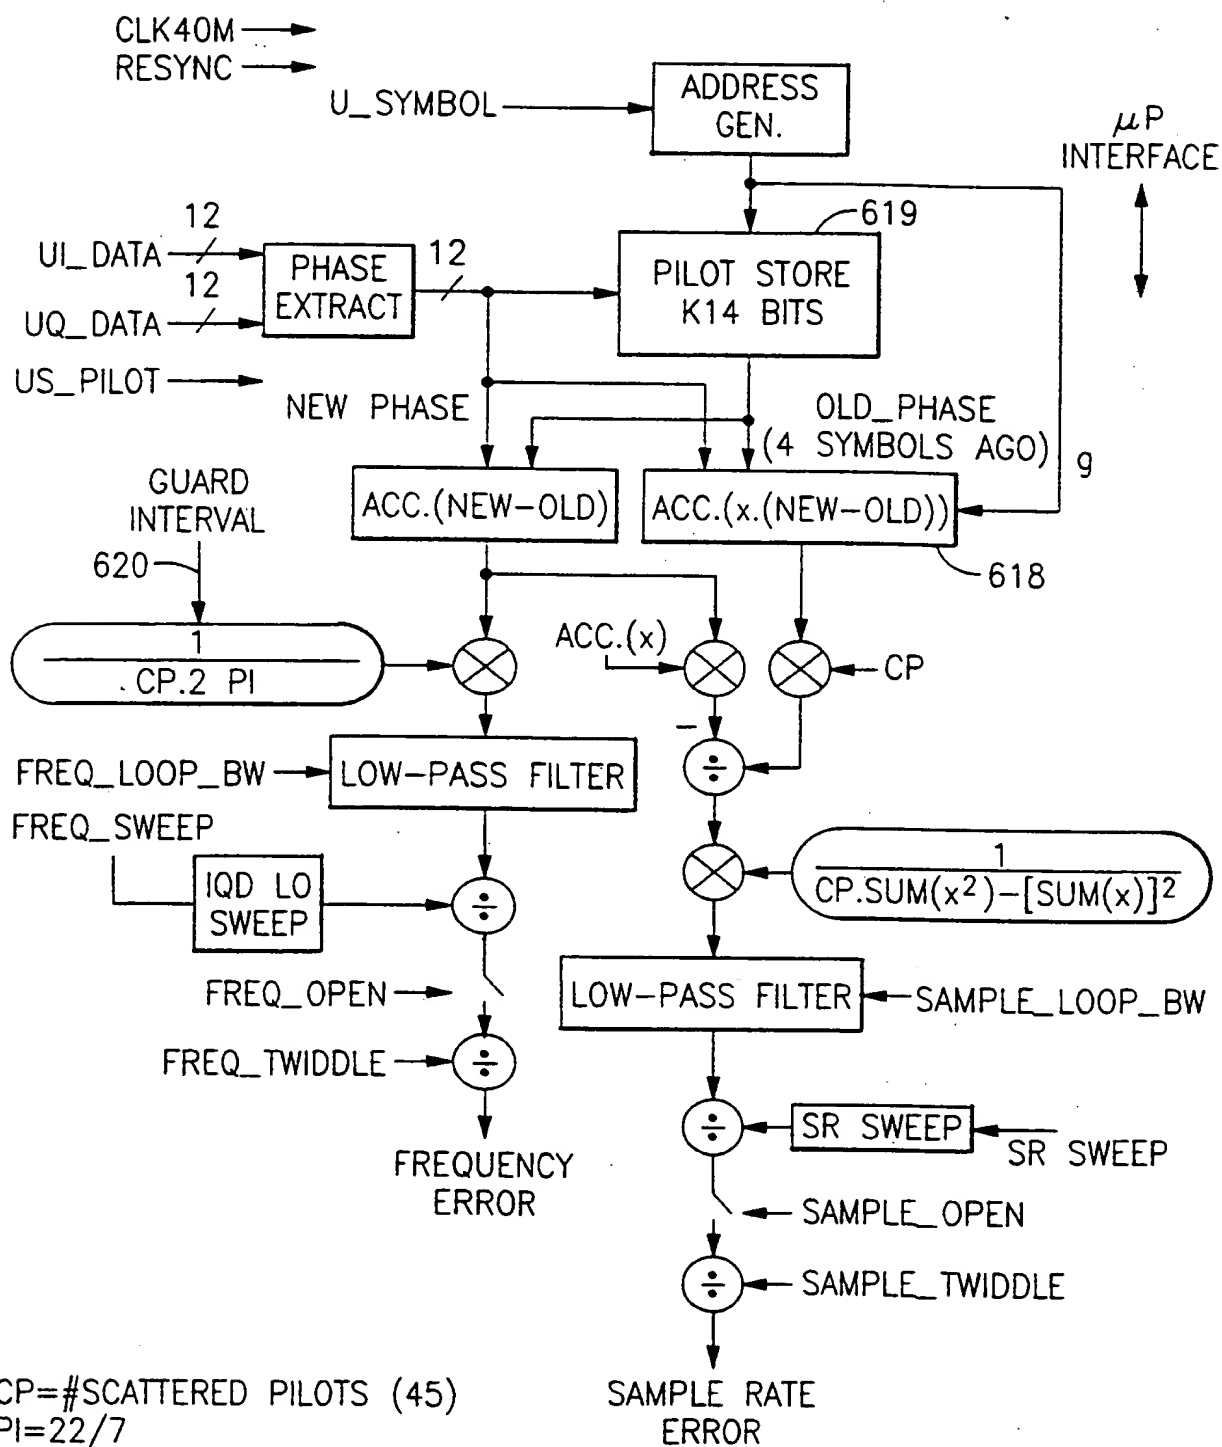 CLK40M
RESYNC
U_SYMBOL
ADDRESS
GEN.
µP
INTERFACE
619
12
UI_DATA
12
UQ_DATA
PHASE
EXTRACT
12
PILOT STORE
K14 BITS
US_PILOT
NEW PHASE
OLD_PHASE
(4 SYMBOLS AGO)
g
GUARD
INTERVAL
620
ACC.(NEW-OLD)
ACC.(x.(NEW-OLD))
618
1
CP.2 PI
ACC.(x)
CP
–
÷
FREQ_LOOP_BW
LOW-PASS FILTER
FREQ_SWEEP
IQD LO
SWEEP
÷
1
CP.SUM(x²)-[SUM(x)]²
FREQ_OPEN
LOW-PASS FILTER
SAMPLE_LOOP_BW
FREQ_TWIDDLE
÷
÷
SR SWEEP
SR SWEEP
FREQUENCY
ERROR
SAMPLE_OPEN
÷
SAMPLE_TWIDDLE
CP=#SCATTERED PILOTS (45)
PI=22/7
SAMPLE RATE
ERROR